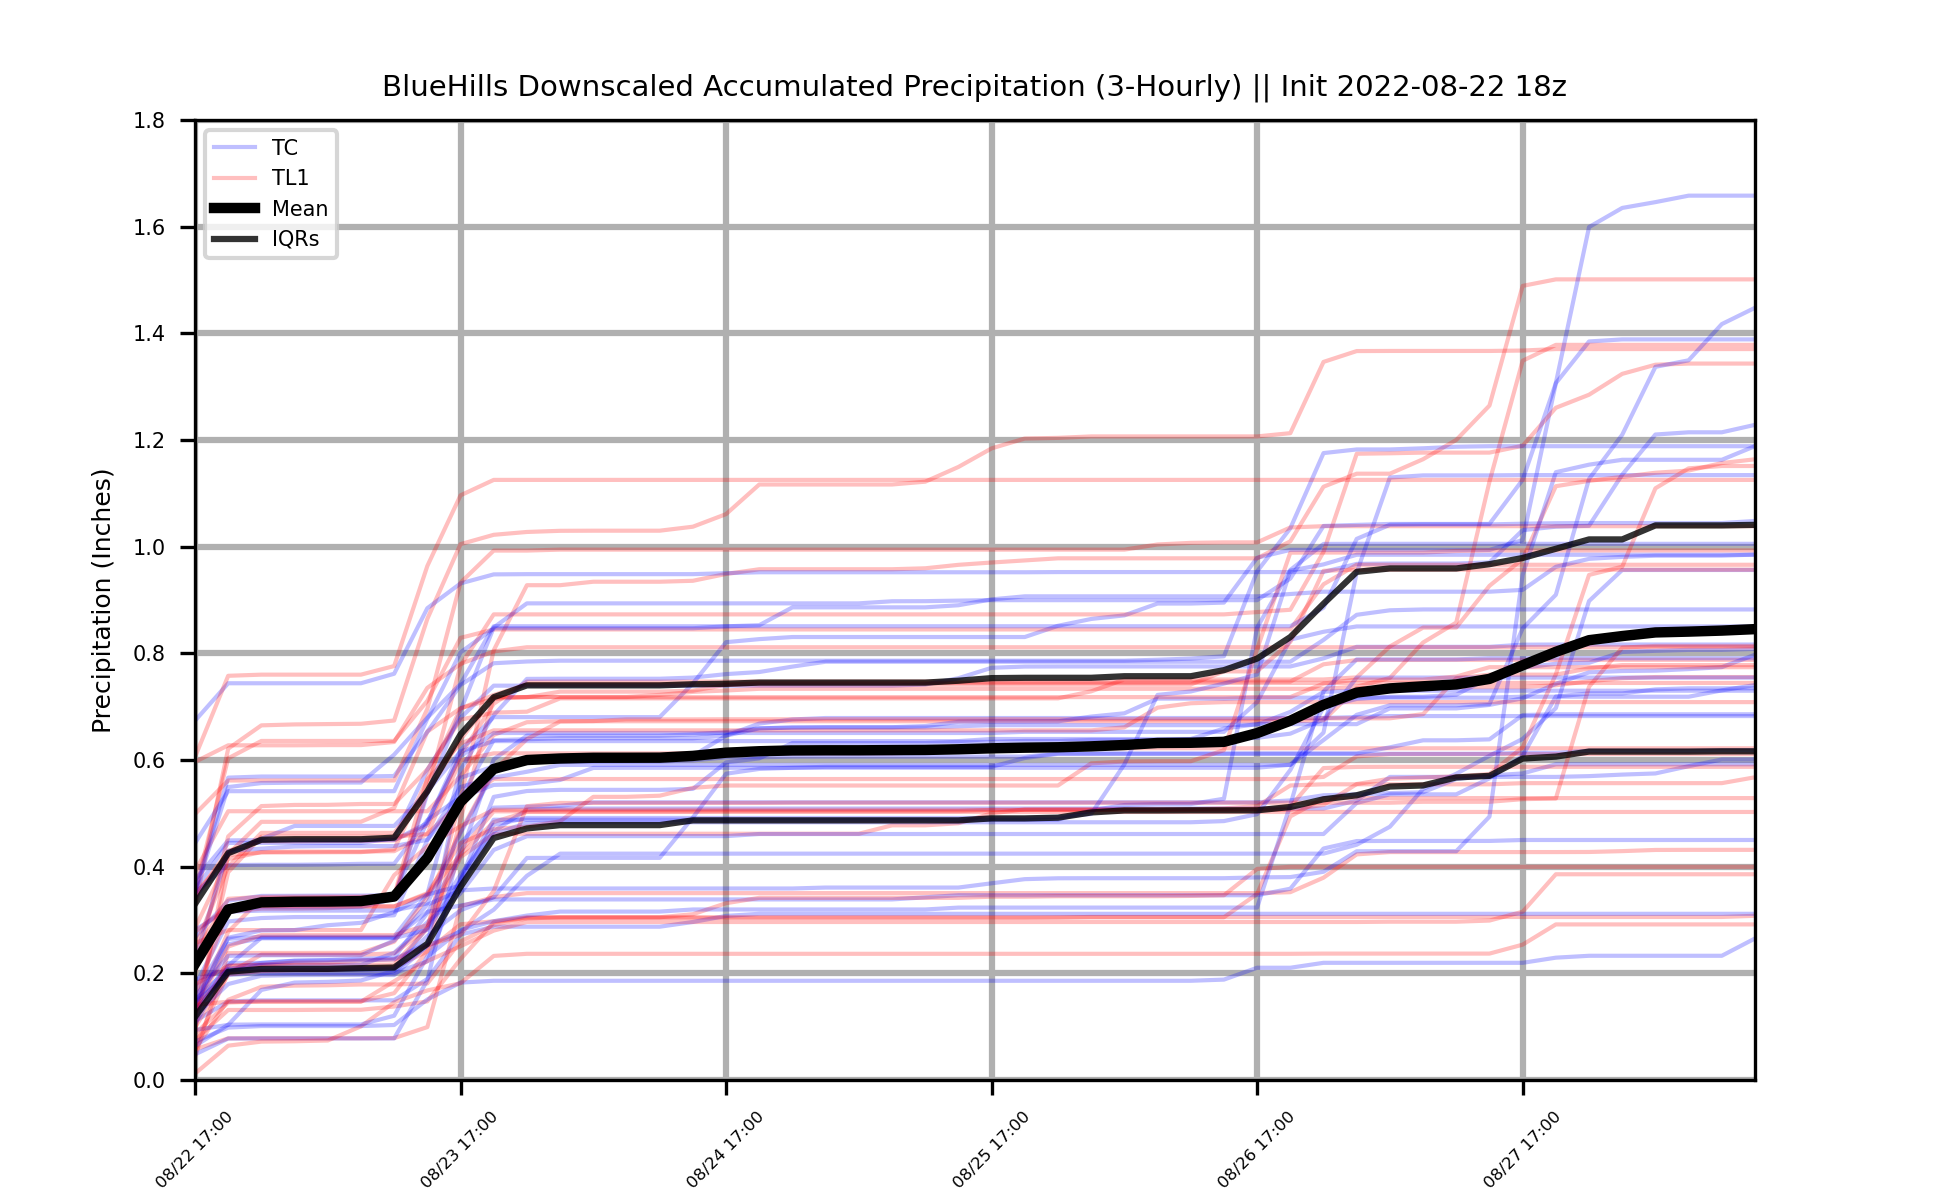 BlueHills Downscaled Accumulated Precipitation (3-Hourly) || Init 2022-08-22 18z
Precipitation (Inches)
1.8
1.6
1.4
1.2
1.0
0.8
0.6
0.4
0.2
0.0
TC
TL1
Mean
IQRs
08/22 17:00
08/23 17:00
08/24 17:00
08/25 17:00
08/26 17:00
08/27 17:00